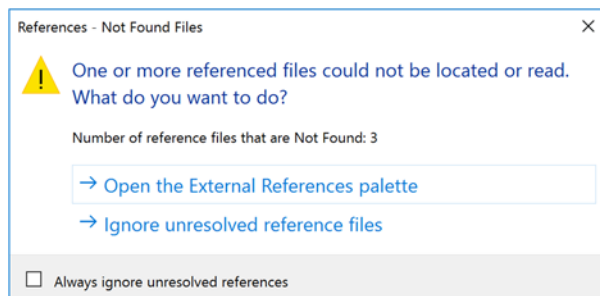 References - Not Found Files
One or more referenced files could not be located or read.
What do you want to do?
Number of reference files that are Not Found: 3
→ Open the External References palette
→ Ignore unresolved reference files
Always ignore unresolved references